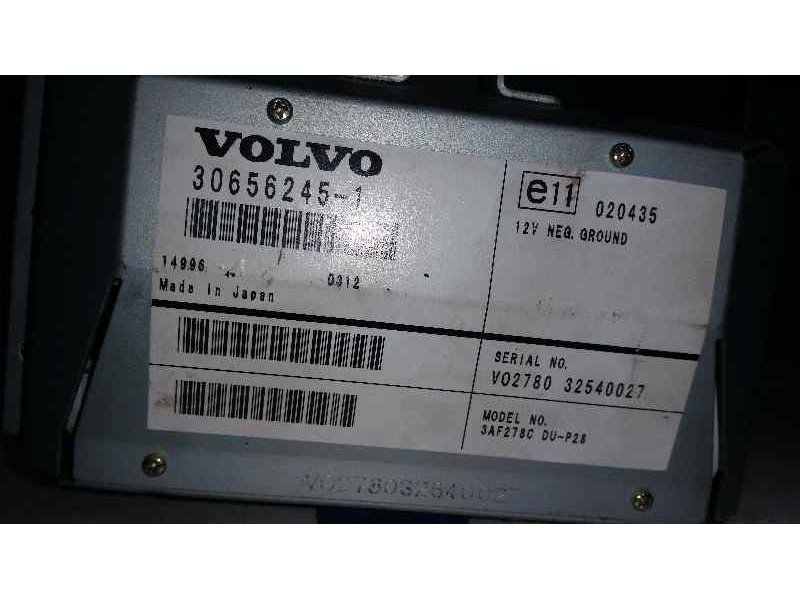 VOLVO
30656245-1
14996 0312
Made in Japan
e11 020435
12V NEG. GROUND
SERIAL NO.
V02780 32540027
MODEL NO.
3AF278C DU-P28